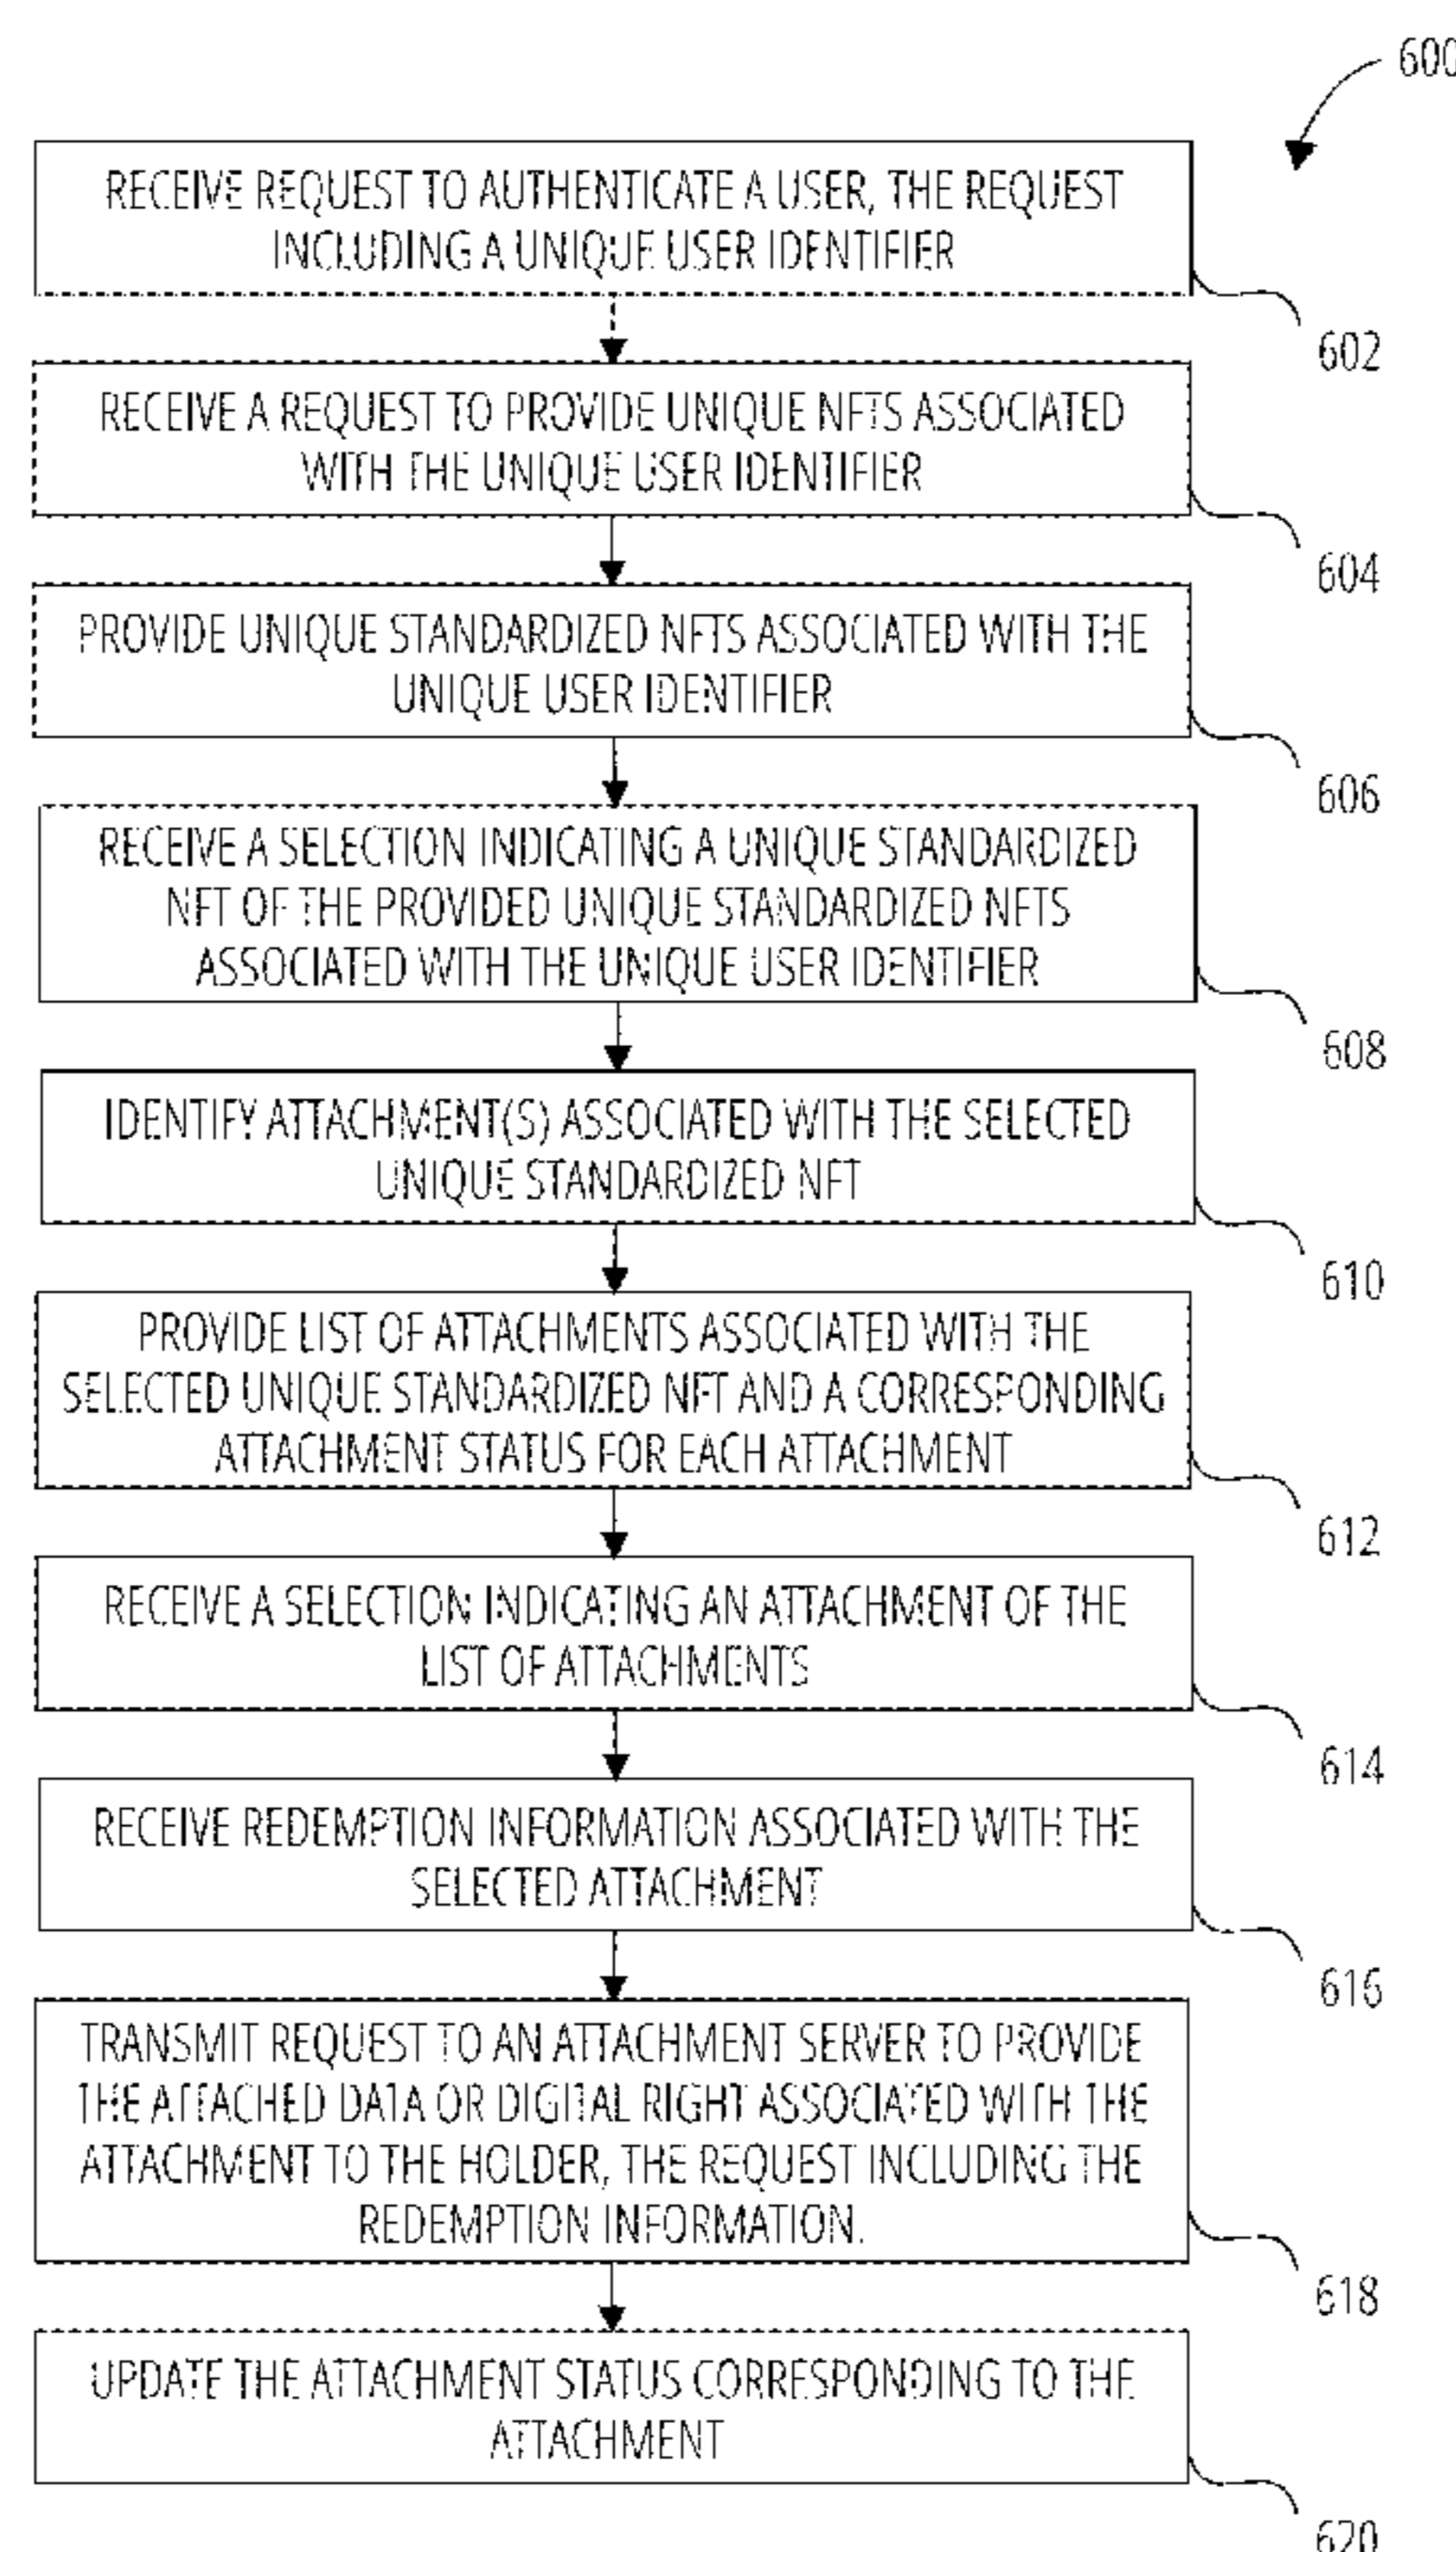 600
RECEIVE REQUEST TO AUTHENTICATE A USER, THE REQUEST
INCLUDING A UNIQUE USER IDENTIFIER
602
RECEIVE A REQUEST TO PROVIDE UNIQUE NFTS ASSOCIATED
WITH THE UNIQUE USER IDENTIFIER
604
PROVIDE UNIQUE STANDARDIZED NFTS ASSOCIATED WITH THE
UNIQUE USER IDENTIFIER
606
RECEIVE A SELECTION INDICATING A UNIQUE STANDARDIZED
NFT OF THE PROVIDED UNIQUE STANDARDIZED NFTS
ASSOCIATED WITH THE UNIQUE USER IDENTIFIER
608
IDENTIFY ATTACHMENT(S) ASSOCIATED WITH THE SELECTED
UNIQUE STANDARDIZED NFT
610
PROVIDE LIST OF ATTACHMENTS ASSOCIATED WITH THE
SELECTED UNIQUE STANDARDIZED NFT AND A CORRESPONDING
ATTACHMENT STATUS FOR EACH ATTACHMENT
612
RECEIVE A SELECTION INDICATING AN ATTACHMENT OF THE
LIST OF ATTACHMENTS
614
RECEIVE REDEMPTION INFORMATION ASSOCIATED WITH THE
SELECTED ATTACHMENT
616
TRANSMIT REQUEST TO AN ATTACHMENT SERVER TO PROVIDE
THE ATTACHED DATA OR DIGITAL RIGHT ASSOCIATED WITH THE
ATTACHMENT TO THE HOLDER, THE REQUEST INCLUDING THE
REDEMPTION INFORMATION.
618
UPDATE THE ATTACHMENT STATUS CORRESPONDING TO THE
ATTACHMENT
620